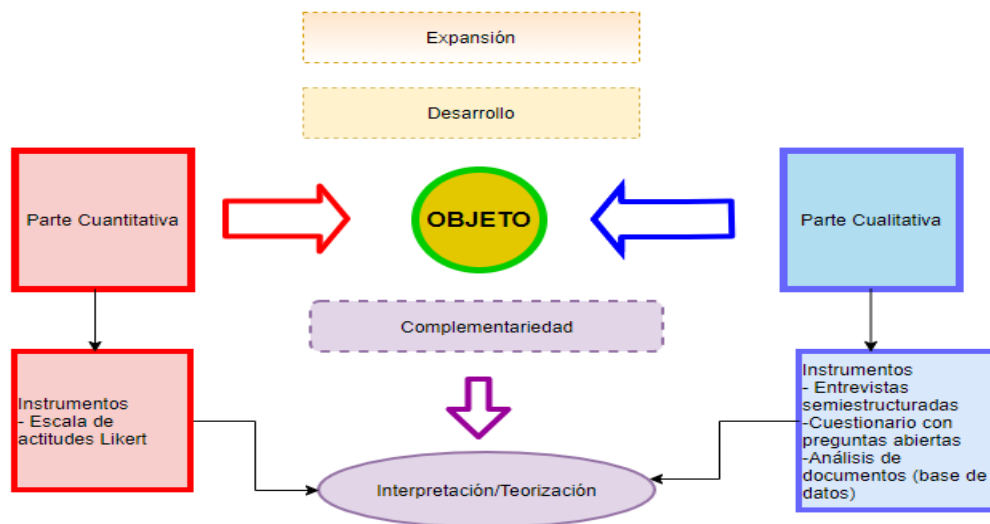 Expansión
Desarrollo
Parte Cuantitativa
OBJETO
Parte Cualitativa
Complementariedad
Instrumentos
- Escala de
actitudes Likert
Instrumentos
- Entrevistas
semiestructuradas
-Cuestionario con
preguntas abiertas
-Análisis de
documentos (base de
datos)
Interpretación/Teorización